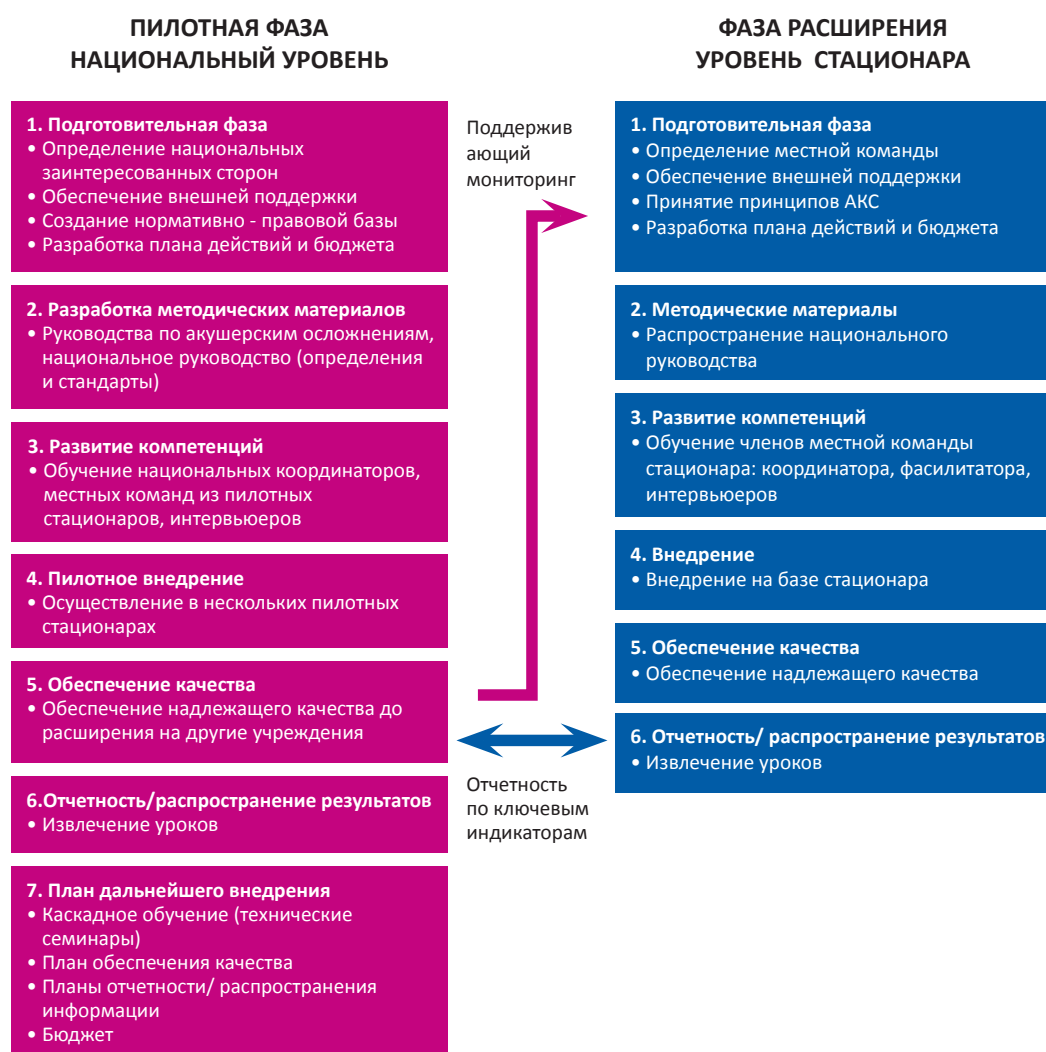 ПИЛОТНАЯ ФАЗА
НАЦИОНАЛЬНЫЙ УРОВЕНЬ
1. Подготовительная фаза
• Определение национальных
заинтересованных сторон
• Обеспечение внешней поддержки
• Создание нормативно - правовой базы
• Разработка плана действий и бюджета
2. Разработка методических материалов
• Руководства по акушерским осложнениям,
национальное руководство (определения
и стандарты)
3. Развитие компетенций
• Обучение национальных координаторов,
местных команд из пилотных
стационаров, интервьюеров
4. Пилотное внедрение
• Осуществление в нескольких пилотных
стационарах
5. Обеспечение качества
• Обеспечение надлежащего качества до
расширения на другие учреждения
6.Отчетность/распространение результатов
• Извлечение уроков
7. План дальнейшего внедрения
• Каскадное обучение (технические
семинары)
• План обеспечения качества
• Планы отчетности/ распространения
информации
• Бюджет
Поддержив
ающий
мониторинг
Отчетность
по ключевым
индикаторам
ФАЗА РАСШИРЕНИЯ
УРОВЕНЬ СТАЦИОНАРА
1. Подготовительная фаза
• Определение местной команды
• Обеспечение внешней поддержки
• Принятие принципов АКС
• Разработка плана действий и бюджета
2. Методические материалы
• Распространение национального
руководства
3. Развитие компетенций
• Обучение членов местной команды
стационара: координатора, фасилитатора,
интервьюеров
4. Внедрение
• Внедрение на базе стационара
5. Обеспечение качества
• Обеспечение надлежащего качества
6. Отчетность/ распространение результатов
• Извлечение уроков